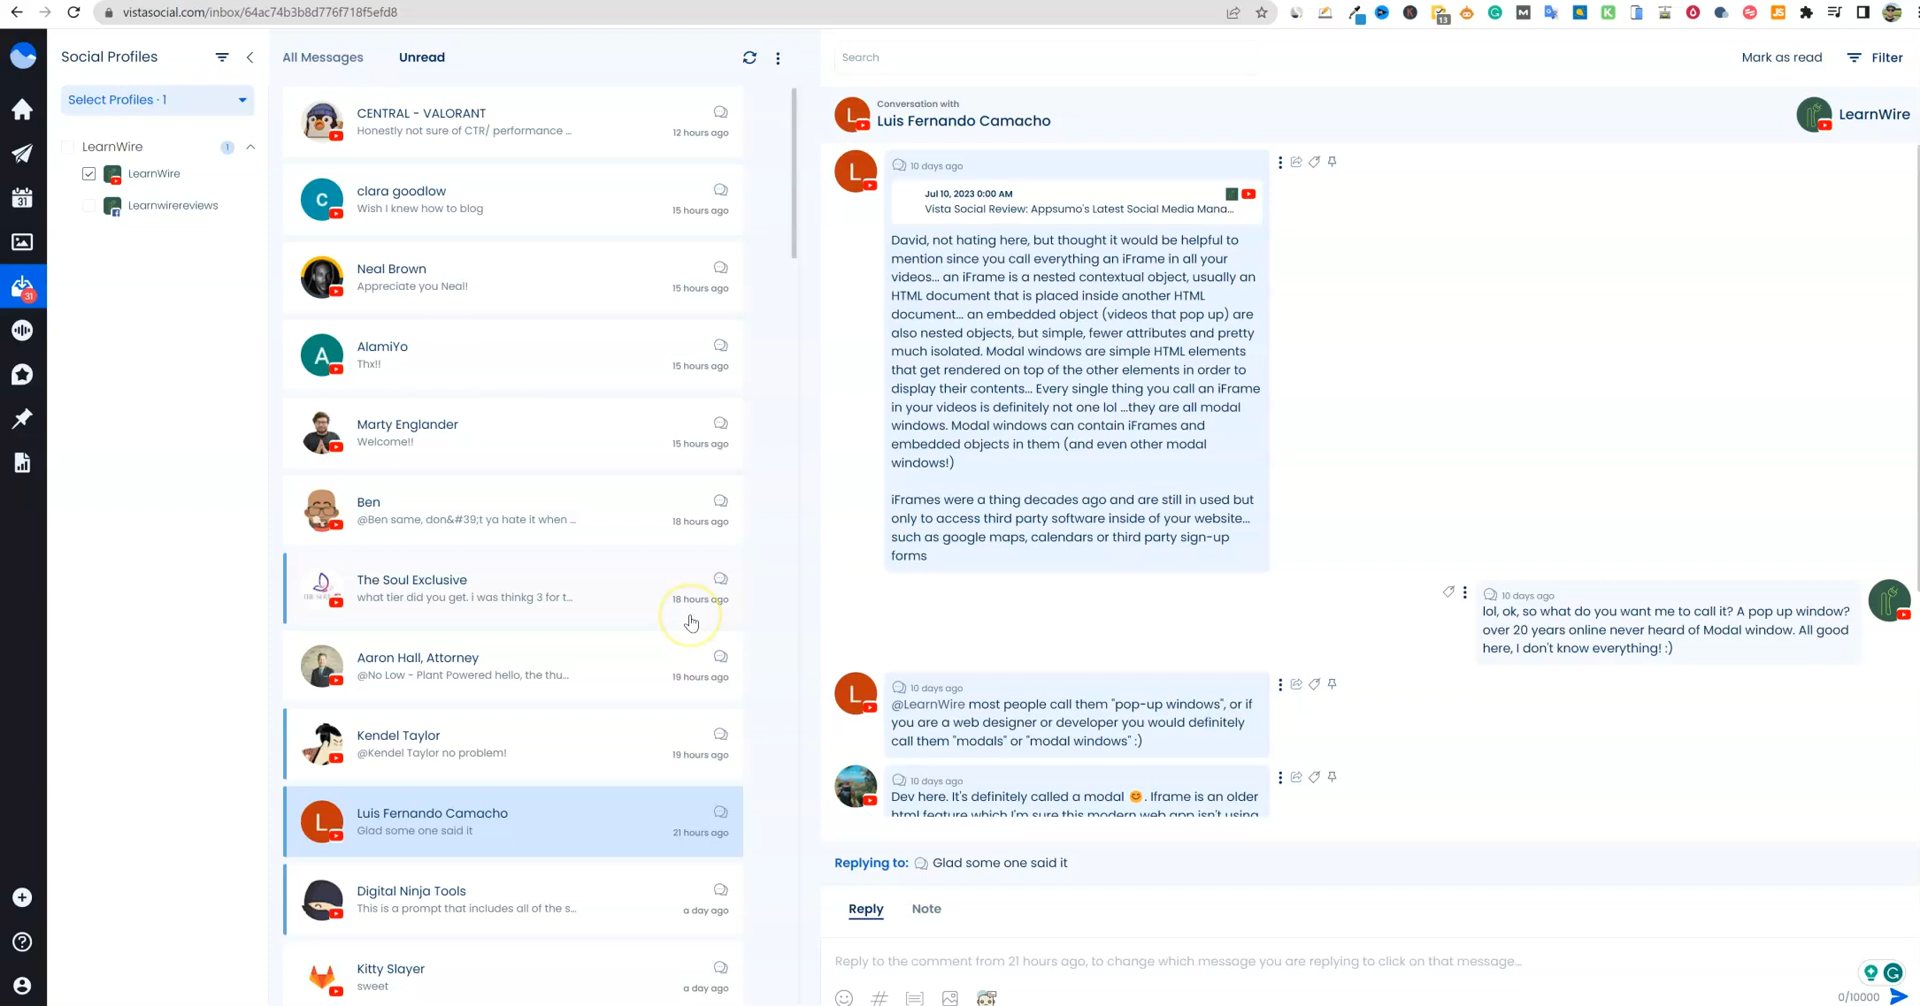 vistasocial.com/inbox/64ac74b3b8d776f718f5efd8
13
Social Profiles
Select Profiles · 1
LearnWire
1
LearnWire
Learnwirereviews
31
31
All Messages
Unread
CENTRAL - VALORANT
Honestly not sure of CTR/ performance ...
12 hours ago
C
clara goodlow
Wish I knew how to blog
15 hours ago
Neal Brown
Appreciate you Neal!
15 hours ago
A
AlamiYo
Thx!!
15 hours ago
Marty Englander
Welcome!!
15 hours ago
Ben
@Ben same, don&#39;t ya hate it when ...
18 hours ago
The Soul Exclusive
what tier did you get. i was thinkg 3 for t...
18 hours ago
Aaron Hall, Attorney
@No Low - Plant Powered hello, the thu...
19 hours ago
Kendel Taylor
@Kendel Taylor no problem!
19 hours ago
L
Luis Fernando Camacho
Glad some one said it
21 hours ago
Digital Ninja Tools
This is a prompt that includes all of the s...
a day ago
Kitty Slayer
sweet
a day ago
Search
Mark as read
Filter
L
Conversation with
Luis Fernando Camacho
LearnWire
L
10 days ago
Jul 10, 2023 0:00 AM
Vista Social Review: Appsumo's Latest Social Media Mana...
David, not hating here, but thought it would be helpful to
mention since you call everything an iFrame in all your
videos... an iFrame is a nested contextual object, usually an
HTML document that is placed inside another HTML
document... an embedded object (videos that pop up) are
also nested objects, but simple, fewer attributes and pretty
much isolated. Modal windows are simple HTML elements
that get rendered on top of the other elements in order to
display their contents... Every single thing you call an iFrame
in your videos is definitely not one lol ...they are all modal
windows. Modal windows can contain iFrames and
embedded objects in them (and even other modal
windows!)
iFrames were a thing decades ago and are still in used but
only to access third party software inside of your website...
such as google maps, calendars or third party sign-up
forms
10 days ago
lol, ok, so what do you want me to call it? A pop up window?
over 20 years online never heard of Modal window. All good
here, I don't know everything! :)
L
10 days ago
@LearnWire most people call them "pop-up windows", or if
you are a web designer or developer you would definitely
call them "modals" or "modal windows" :)
10 days ago
Dev here. It's definitely called a modal 😊. Iframe is an older
html feature which I'm sure this modern web app isn't using
Replying to: Glad some one said it
Reply
Note
Reply to the comment from 21 hours ago, to change which message you are replying to click on that message...
0/10000